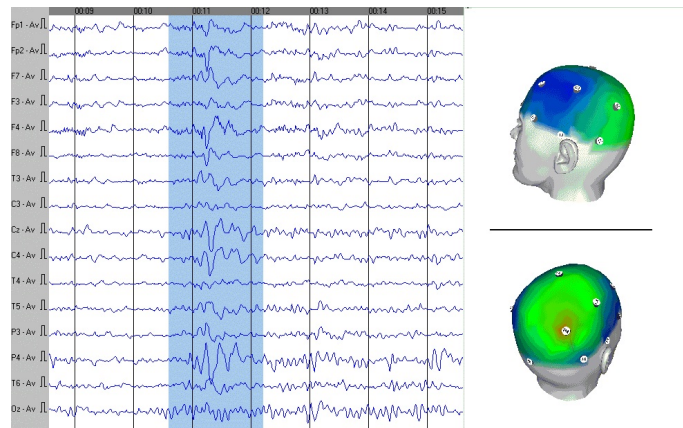 00:09 00:10 00:11 00:12 00:13 00:14 00:15
Fp1 - Av
Fp2 - Av
F7 - Av
F3 - Av
F4 - Av
F8 - Av
T3 - Av
C3 - Av
Cz - Av
C4 - Av
T4 - Av
T5 - Av
P3 - Av
P4 - Av
T6 - Av
Oz - Av